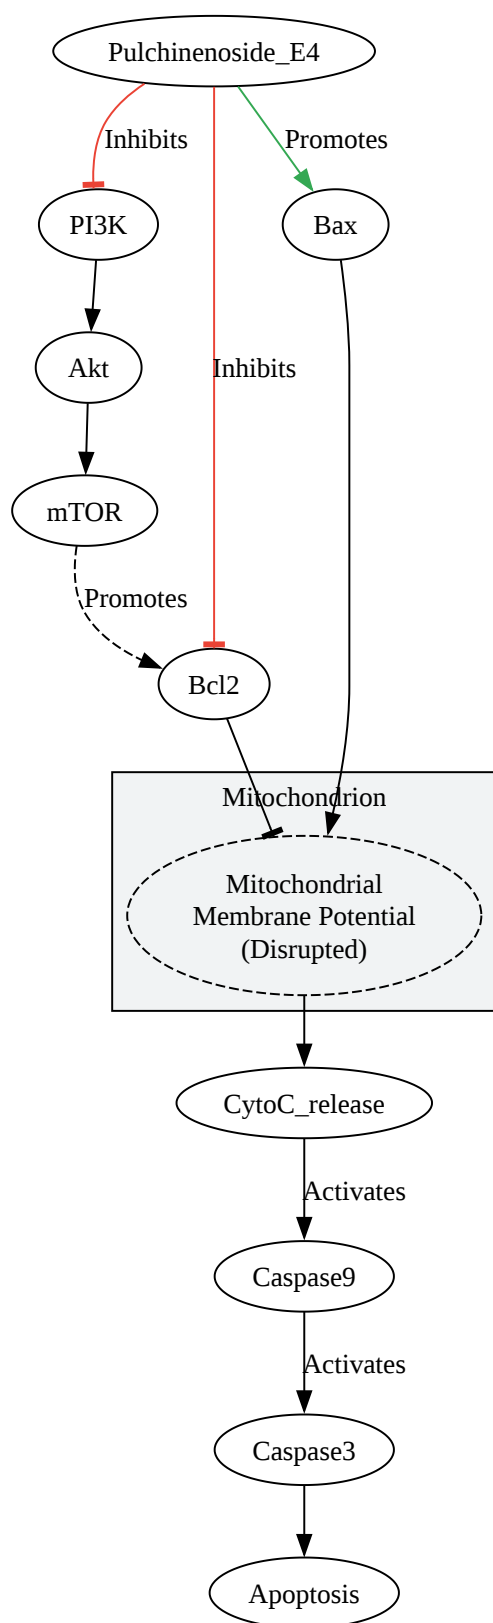 Pulchinenoside_E4
Inhibits
Promotes
PI3K
Bax
Akt
Inhibits
mTOR
Promotes
Bcl2
Mitochondrion
Mitochondrial
Membrane Potential
(Disrupted)
CytoC_release
Activates
Caspase9
Activates
Caspase3
Apoptosis